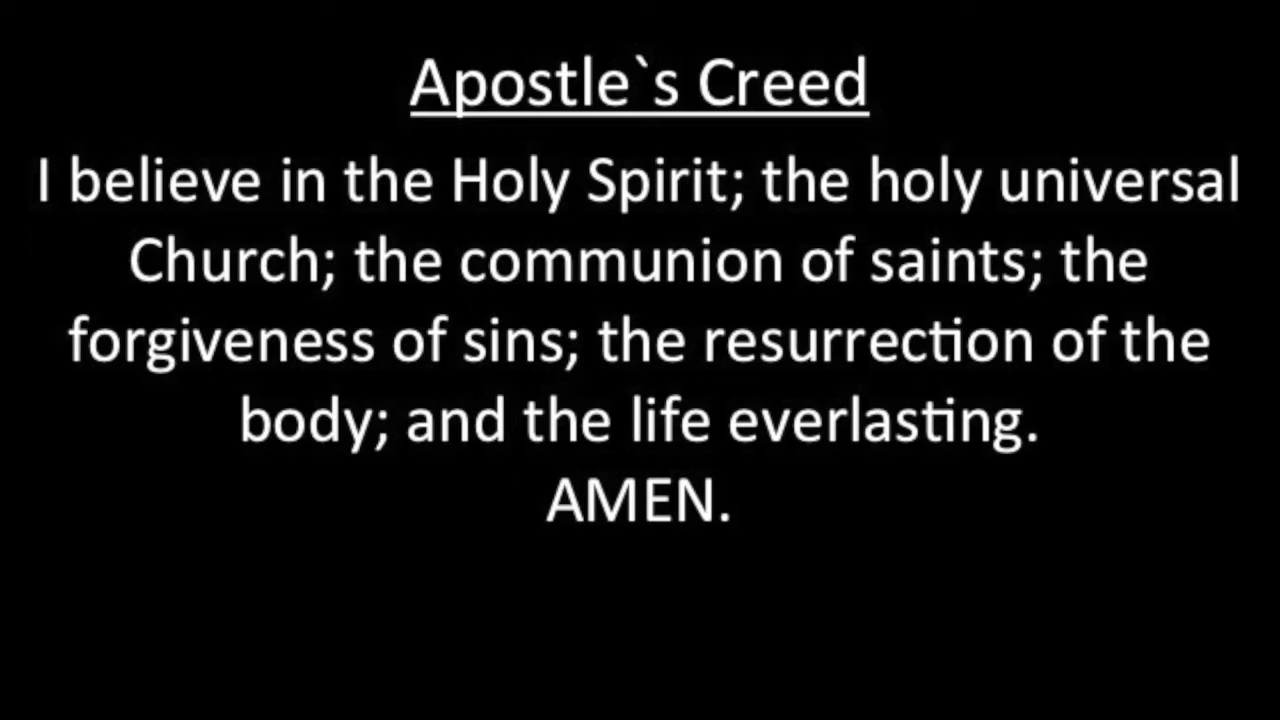 Apostle`s Creed
I believe in the Holy Spirit; the holy universal
Church; the communion of saints; the
forgiveness of sins; the resurrection of the
body; and the life everlasting.
AMEN.